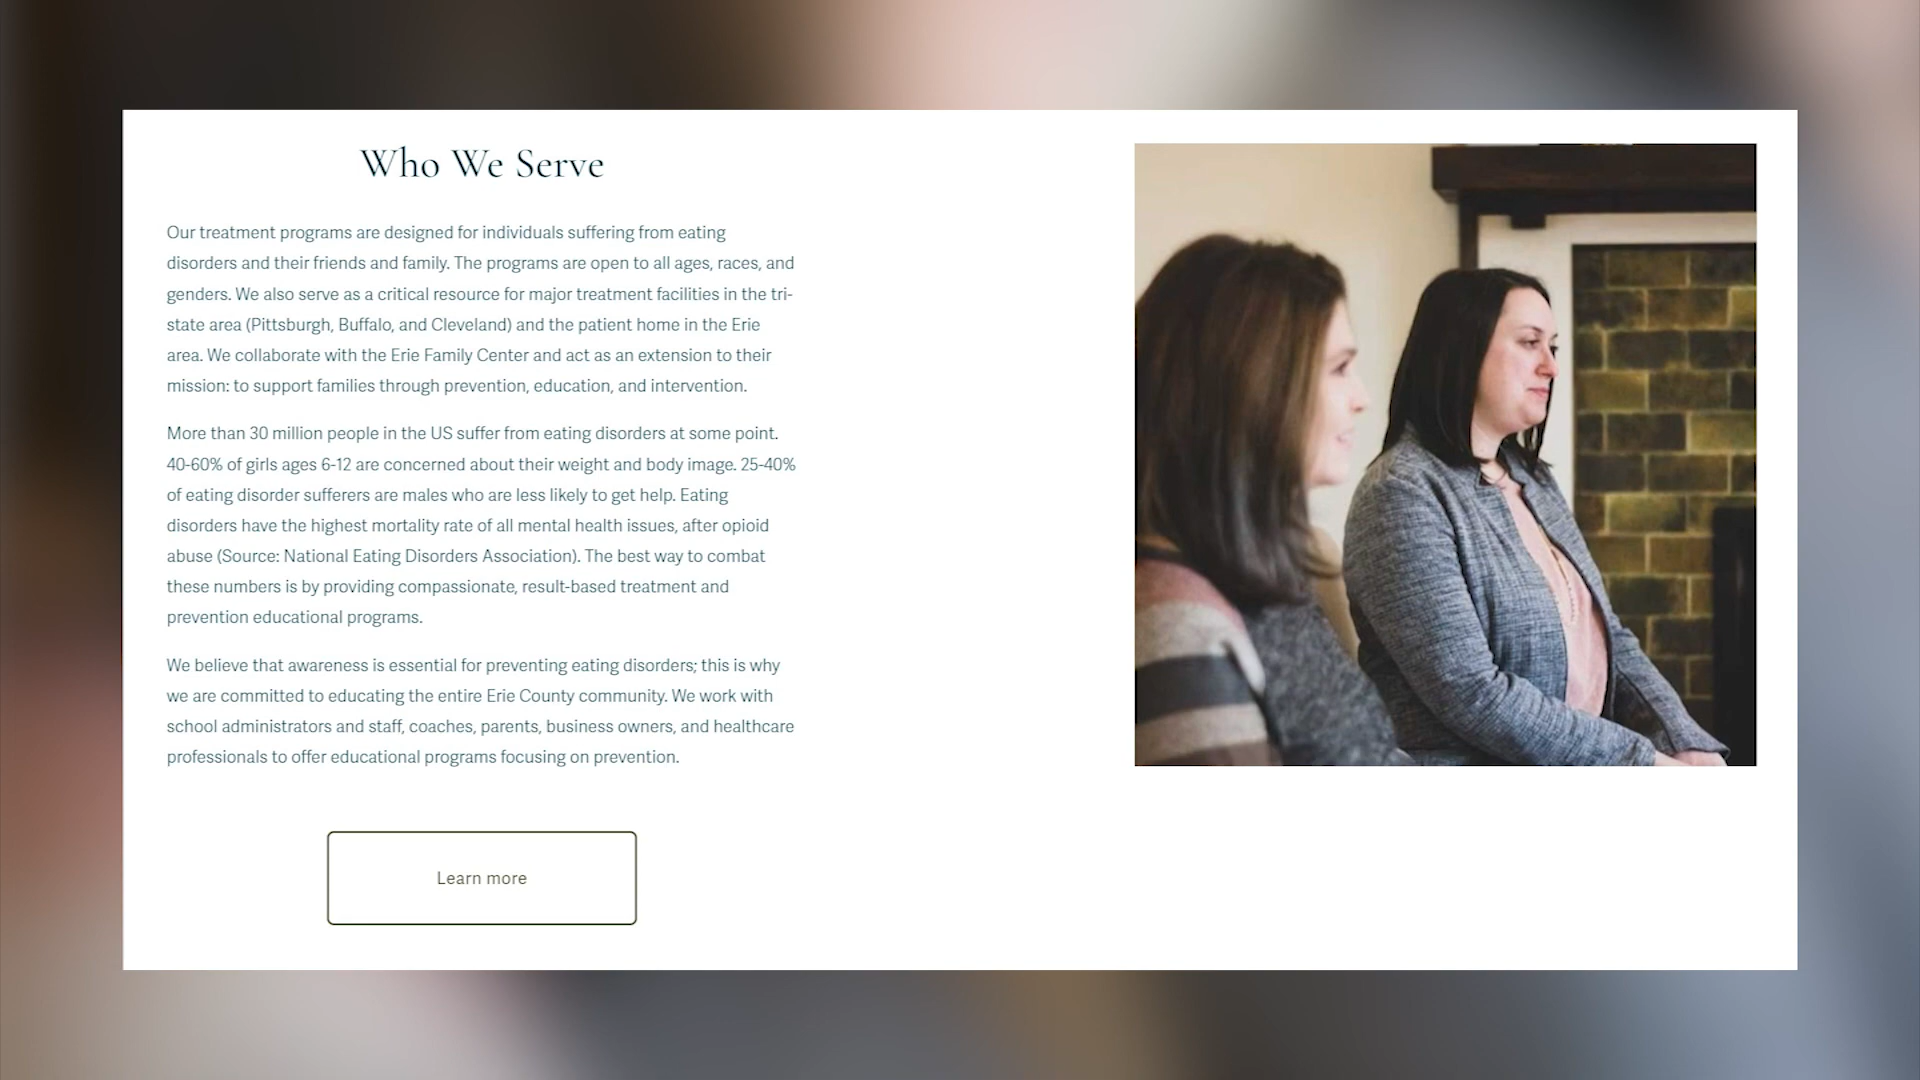 Who We Serve
Our treatment programs are designed for individuals suffering from eating
disorders and their friends and family. The programs are open to all ages, races, and
genders. We also serve as a critical resource for major treatment facilities in the tri-
state area (Pittsburgh, Buffalo, and Cleveland) and the patient home in the Erie
area. We collaborate with the Erie Family Center and act as an extension to their
mission: to support families through prevention, education, and intervention.
More than 30 million people in the US suffer from eating disorders at some point.
40-60% of girls ages 6-12 are concerned about their weight and body image. 25-40%
of eating disorder sufferers are males who are less likely to get help. Eating
disorders have the highest mortality rate of all mental health issues, after opioid
abuse (Source: National Eating Disorders Association). The best way to combat
these numbers is by providing compassionate, result-based treatment and
prevention educational programs.
We believe that awareness is essential for preventing eating disorders; this is why
we are committed to educating the entire Erie County community. We work with
school administrators and staff, coaches, parents, business owners, and healthcare
professionals to offer educational programs focusing on prevention.
Learn more